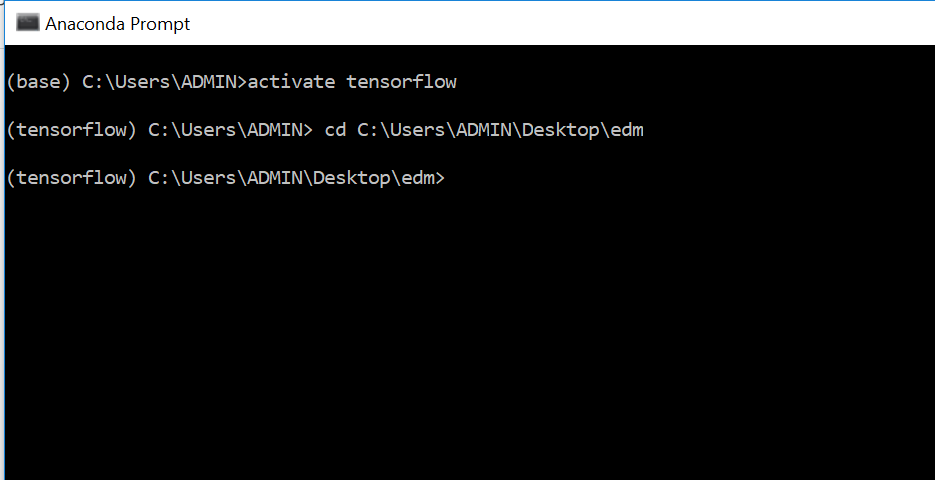 Anaconda Prompt
(base) C:\Users\ADMIN>activate tensorflow
(tensorflow) C:\Users\ADMIN> cd C:\Users\ADMIN\Desktop\edm
(tensorflow) C:\Users\ADMIN\Desktop\edm>